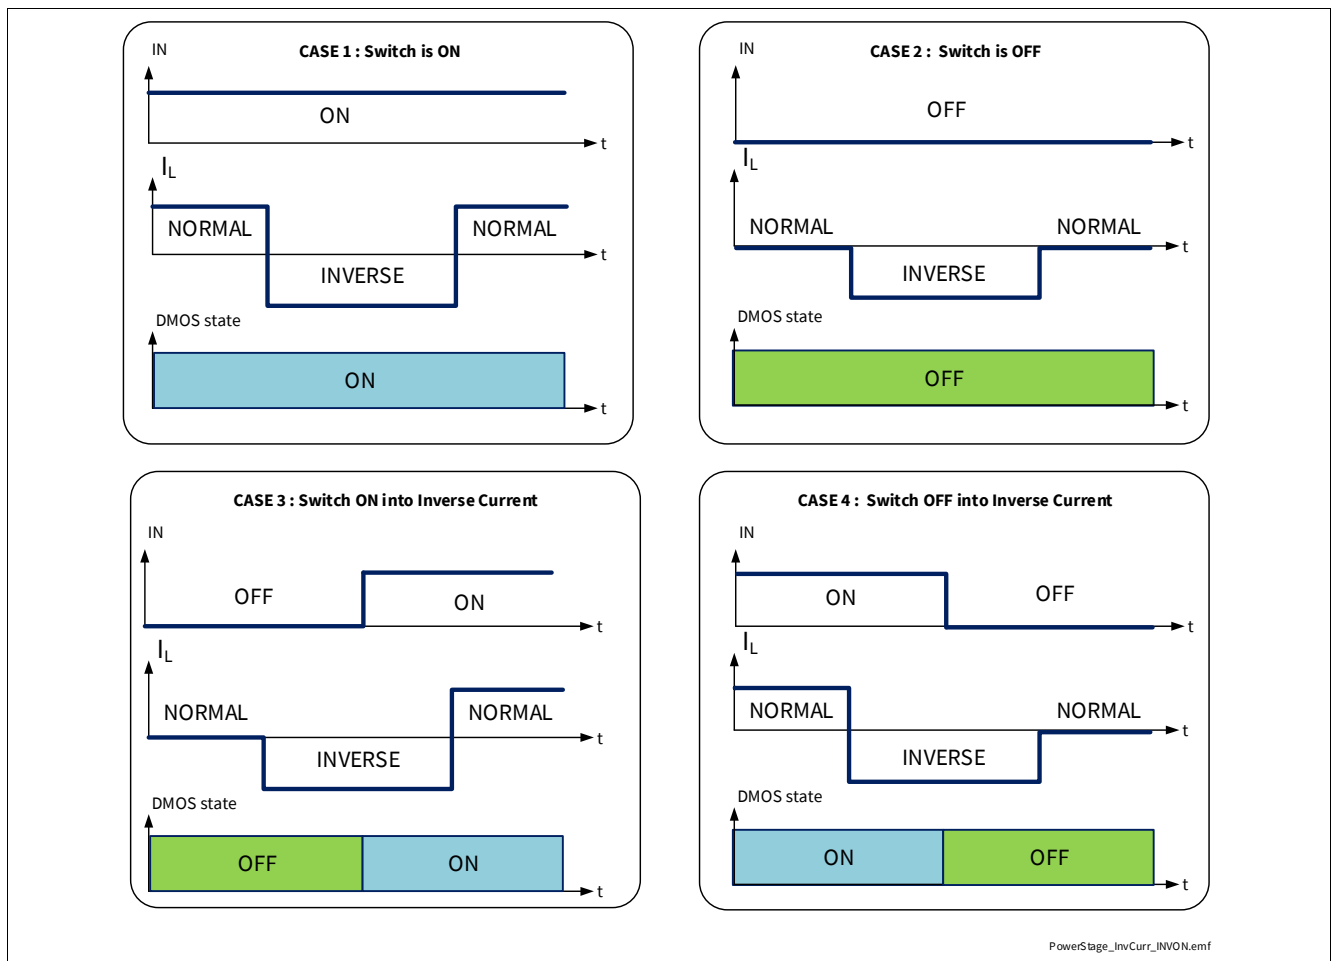 CASE 1 : Switch is ON
IN
ON
t
IL
NORMAL
NORMAL
t
INVERSE
DMOS state
ON
t
CASE 2 : Switch is OFF
IN
OFF
t
IL
NORMAL
NORMAL
t
INVERSE
DMOS state
OFF
t
CASE 3 : Switch ON into Inverse Current
IN
OFF
ON
t
IL
NORMAL
NORMAL
t
INVERSE
DMOS state
OFF
ON
t
CASE 4 : Switch OFF into Inverse Current
IN
ON
OFF
t
IL
NORMAL
NORMAL
t
INVERSE
DMOS state
ON
OFF
t
PowerStage_InvCurr_INVON.emf